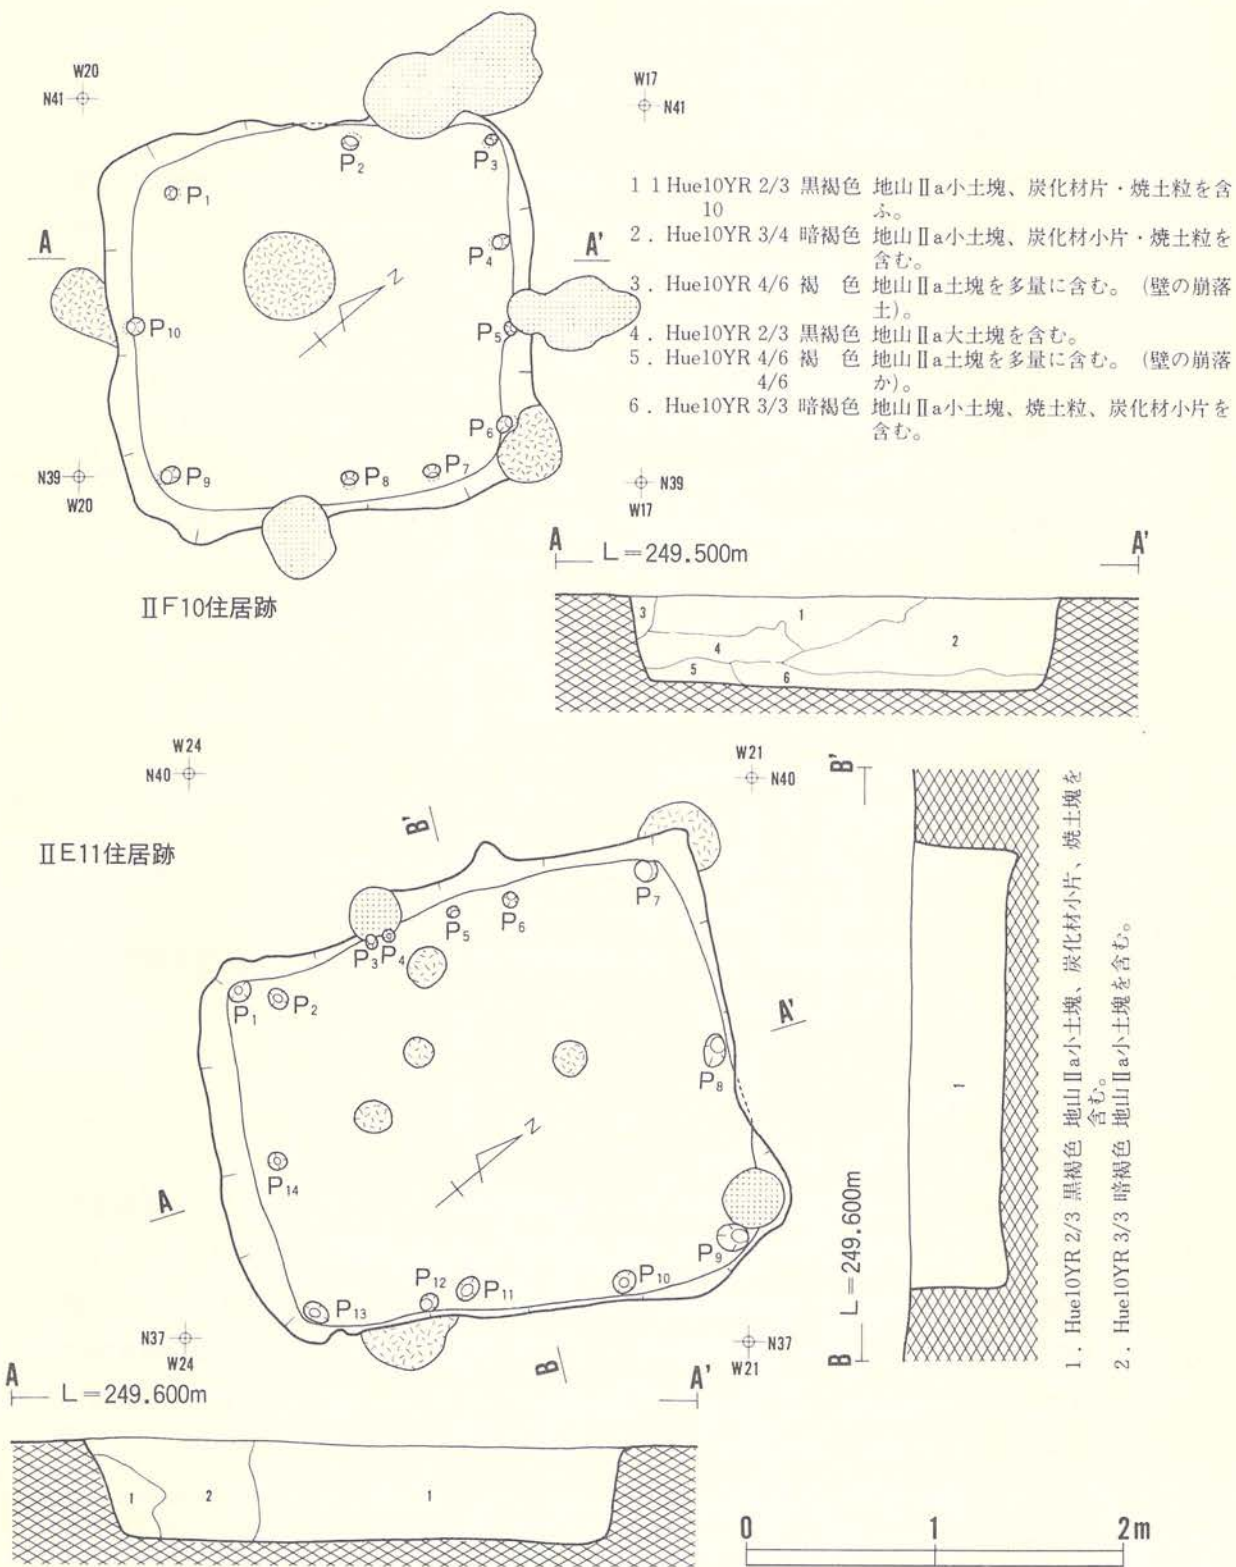 W20
N41
W17
N41
P2
P3
P1
A
A'
P4
P10
P5
P6
P7
P8
P9
N39
W20
N39
W17
N
1 1 Hue10YR 2/3 黒褐色 地山Ⅱa小土塊、炭化材片・焼土粒を含
10 ふ。
2. Hue10YR 3/4 暗褐色 地山Ⅱa小土塊、炭化材小片・焼土粒を
含む。
3. Hue10YR 4/6 褐 色 地山Ⅱa土塊を多量に含む。(壁の崩落
土)。
4. Hue10YR 2/3 黒褐色 地山Ⅱa大土塊を含む。
5. Hue10YR 4/6 褐 色 地山Ⅱa土塊を多量に含む。(壁の崩落
4/6 か)。
6. Hue10YR 3/3 暗褐色 地山Ⅱa小土塊、焼土粒、炭化材小片を
含む。
A L=249.500m A'
3 1
4 2
5 6
ⅡF10住居跡
W24
N40
W21
N40
ⅡE11住居跡
B'
P7
P6
P5
P3 P4
P1 P2
A'
P8
N
P14
A
P9
P10
P11
P12
P13
B
N37
W24
N37
W21
B'
1
B L=249.600m
1. Hue10YR 2/3 黒褐色 地山Ⅱa小土塊、炭化材小片、焼土塊を
含む。
2. Hue10YR 3/3 暗褐色 地山Ⅱa小土塊を含む。
A L=249.600m A'
1 2 1
0 1 2m